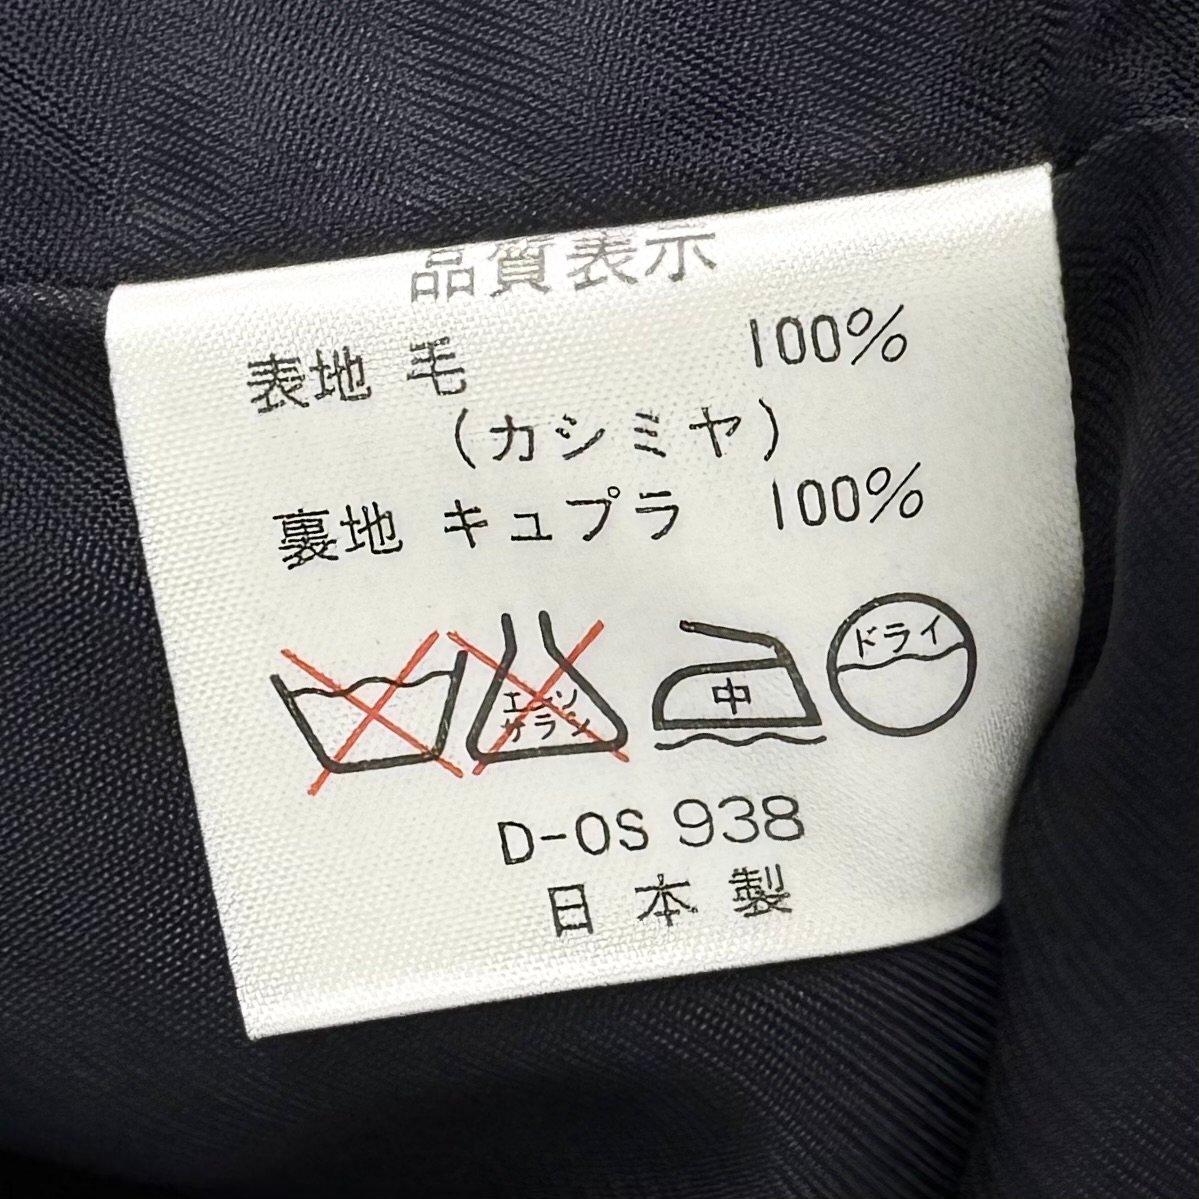 品質表示
表地 毛 100%
(カシミヤ)
裏地 キュプラ 100%
エンソ
サラシ
中
ドライ
D-OS 938
日本製